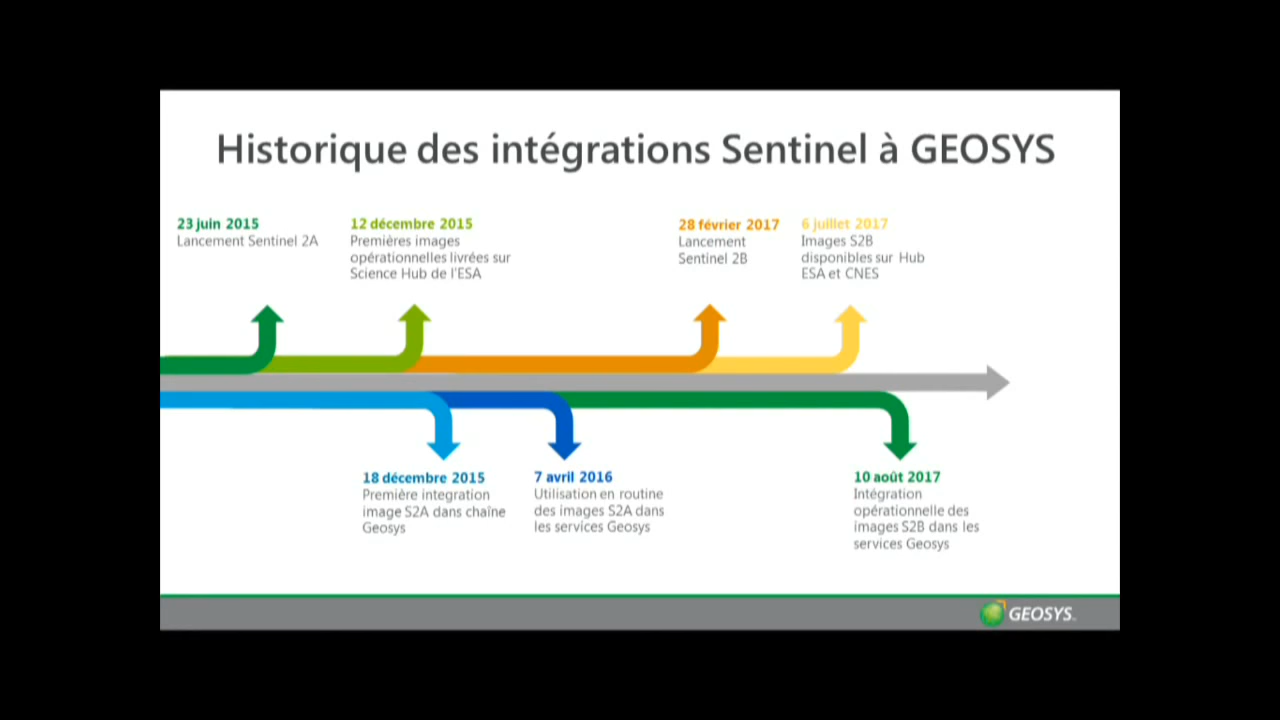 Historique des intégrations Sentinel à GEOSYS
23 juin 2015
Lancement Sentinel 2A
12 décembre 2015
Premières images
opérationnelles livrées sur
Science Hub de l'ESA
28 février 2017
Lancement
Sentinel 2B
6 juillet 2017
Images S2B
disponibles sur Hub
ESA et CNES
18 décembre 2015
Première integration
image S2A dans chaîne
Geosys
7 avril 2016
Utilisation en routine
des images S2A dans
les services Geosys
10 août 2017
Intégration
opérationnelle des
images S2B dans les
services Geosys
GEOSYS